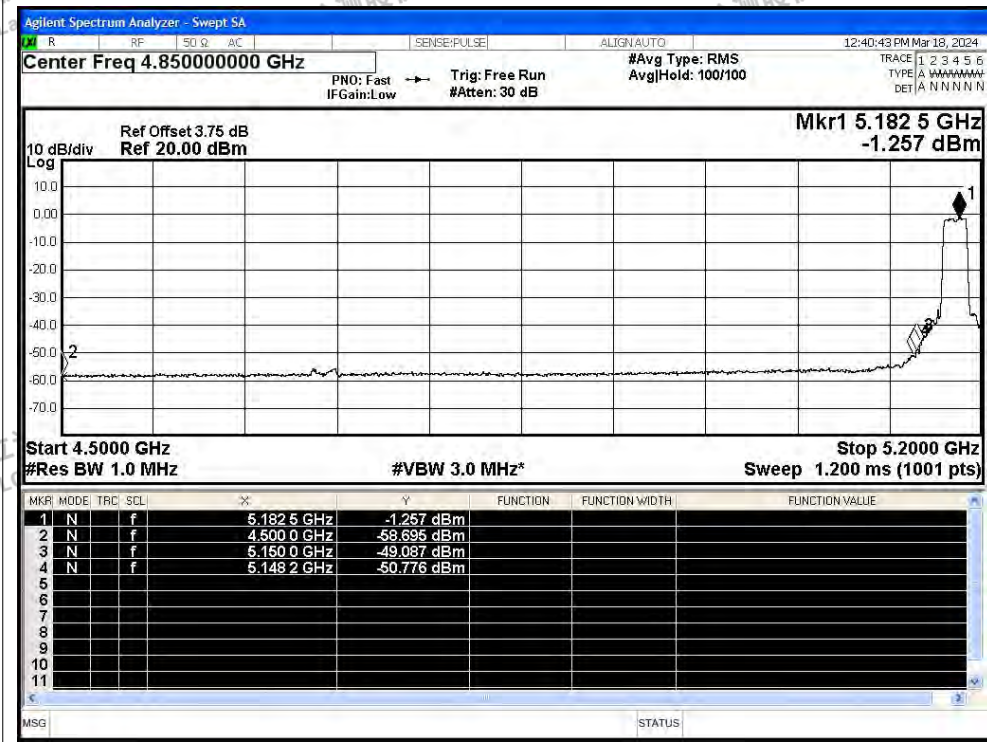 Agilent Spectrum Analyzer - Swept SA
R RF 50 Ω AC SENSE:PULSE ALIGN AUTO 12:40:43 PM Mar 18, 2024
Center Freq 4.850000000 GHz #Avg Type: RMS TRACE 1 2 3 4 5 6
PNO: Fast Trig: Free Run Avg|Hold: 100/100 TYPE A WWWWW
IFGain:Low #Atten: 30 dB DET A N N N N N
Mkr1 5.182 5 GHz
-1.257 dBm
Ref Offset 3.75 dB
10 dB/div Ref 20.00 dBm
Log
10.0
0.00
-10.0
-20.0
-30.0
-40.0
-50.0
-60.0
-70.0
1
2
Start 4.5000 GHz Stop 5.2000 GHz
#Res BW 1.0 MHz #VBW 3.0 MHz* Sweep 1.200 ms (1001 pts)
MKR MODE TRC SCL X Y FUNCTION FUNCTION WIDTH FUNCTION VALUE
1 N f 5.182 5 GHz -1.257 dBm
2 N f 4.500 0 GHz -58.695 dBm
3 N f 5.150 0 GHz -49.087 dBm
4 N f 5.148 2 GHz -50.776 dBm
5
6
7
8
9
10
11
MSG STATUS